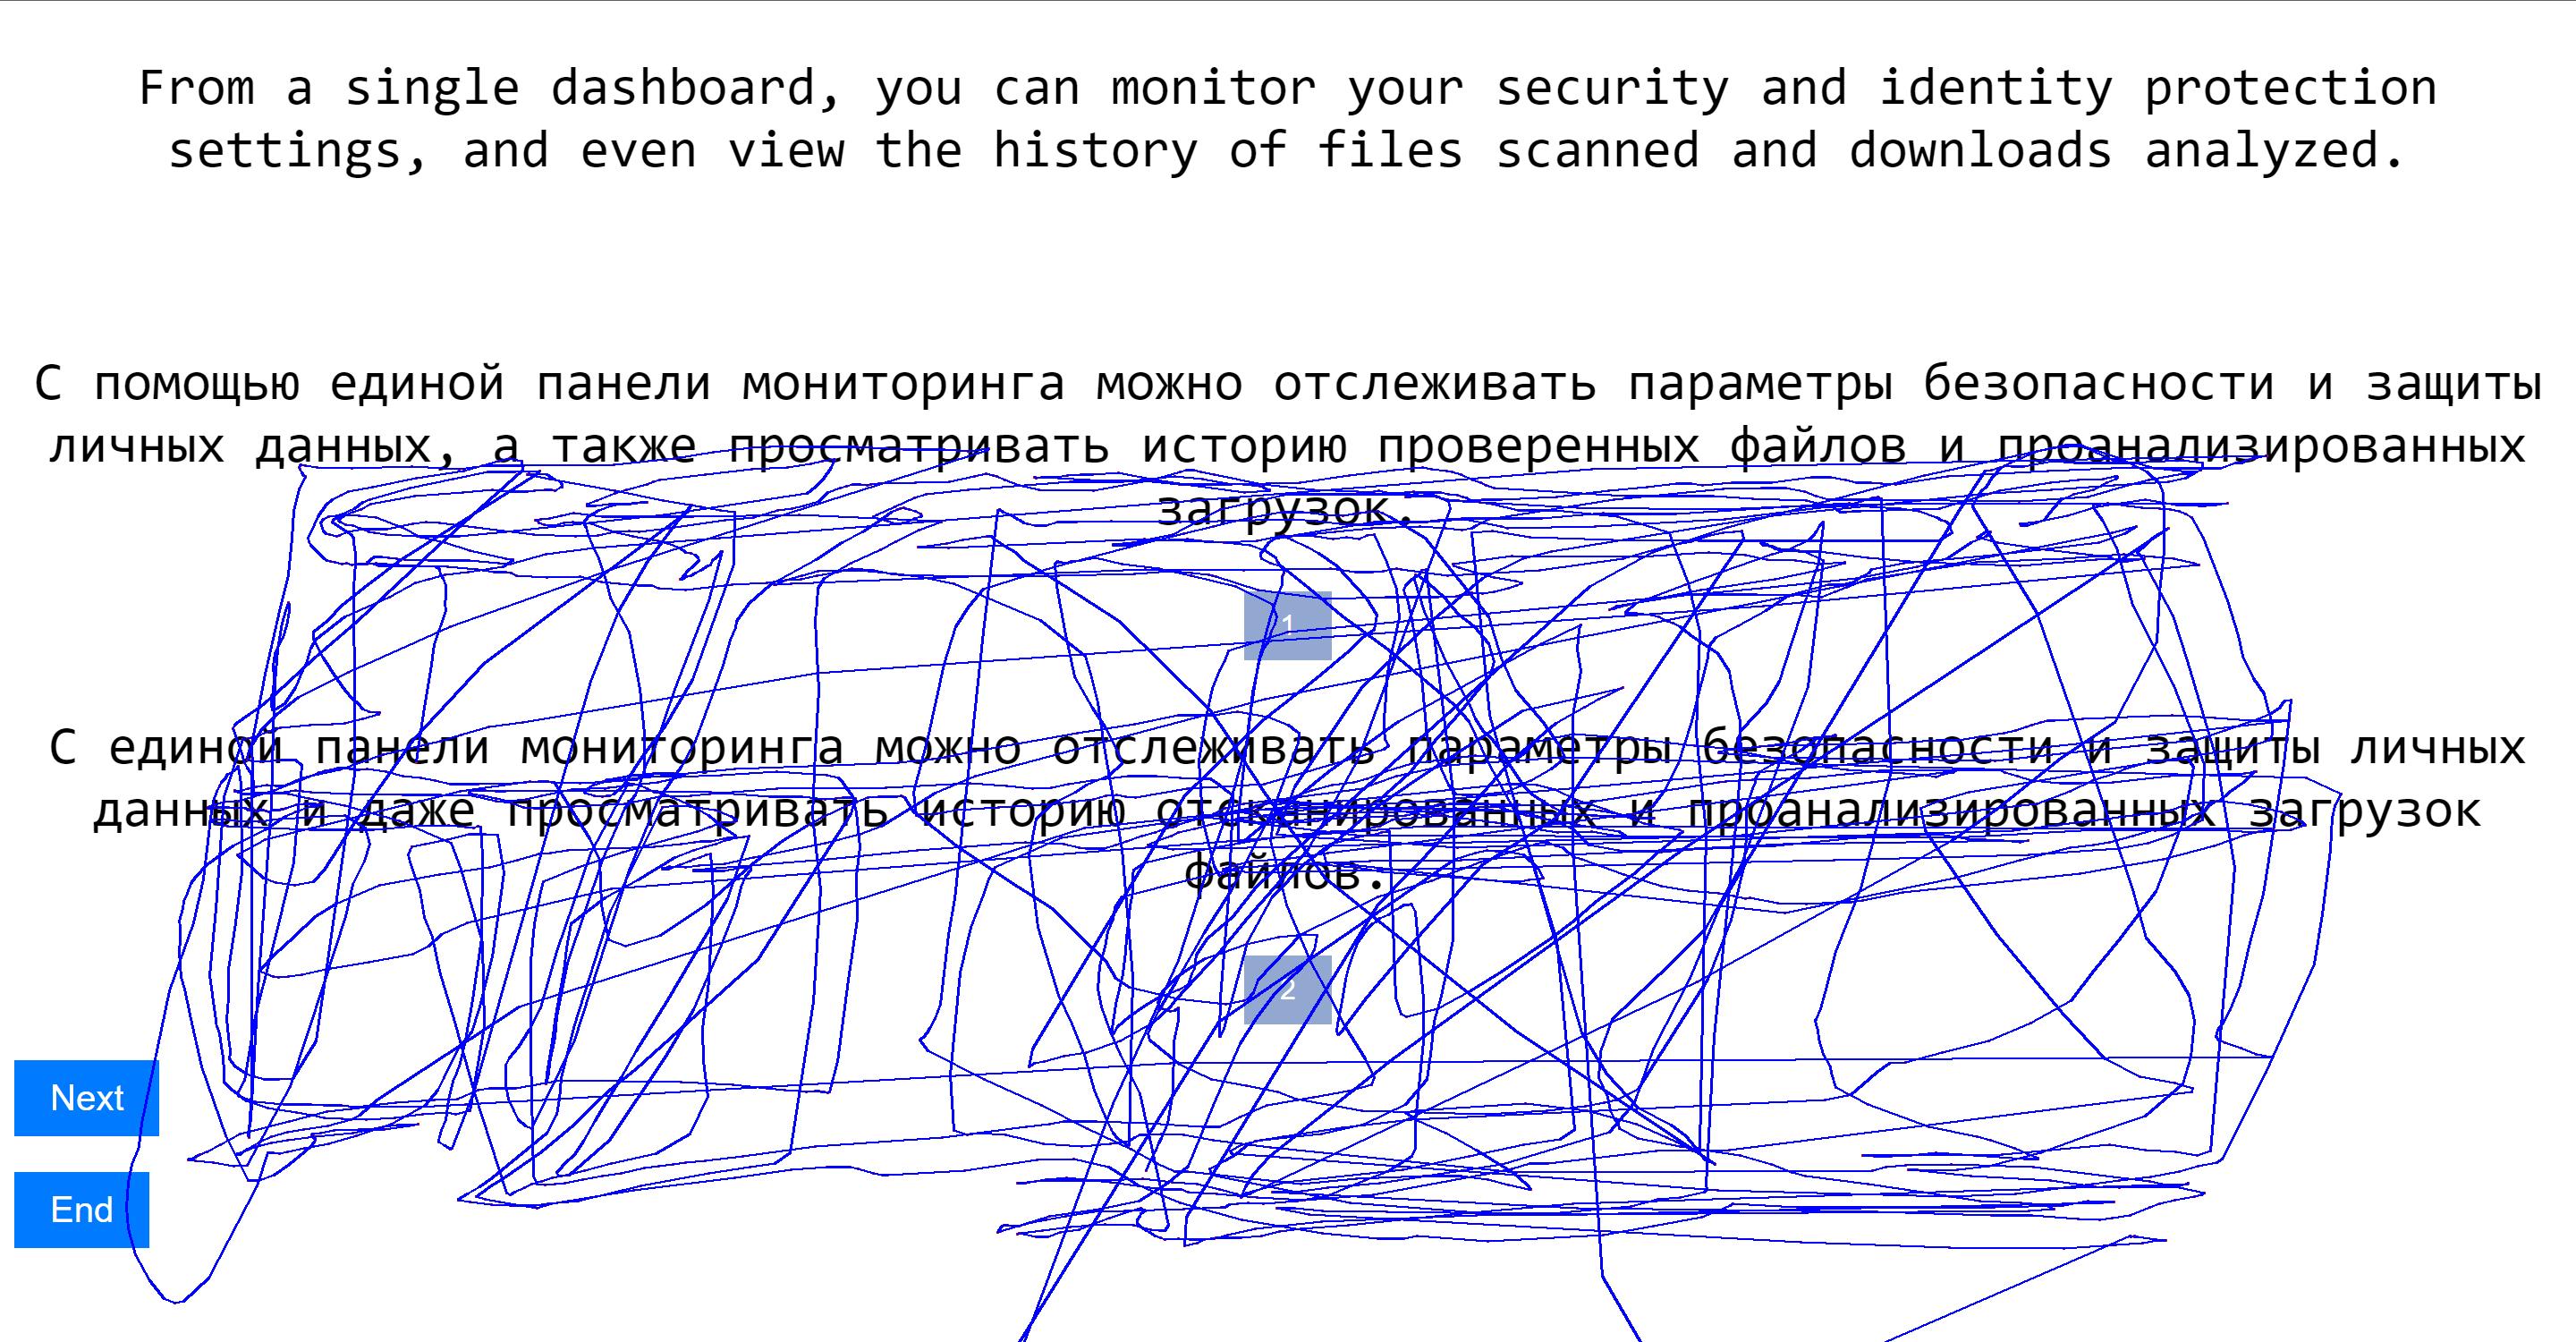 From a single dashboard, you can monitor your security and identity protection
settings, and even view the history of files scanned and downloads analyzed.
С помощью единой панели мониторинга можно отслеживать параметры безопасности и защиты
личных данных, а также просматривать историю проверенных файлов и проанализированных
загрузок.
1
С единой панели мониторинга можно отслеживать параметры безопасности и защиты личных
данных и даже просматривать историю отсканированных и проанализированных загрузок
файлов.
2
Next
End